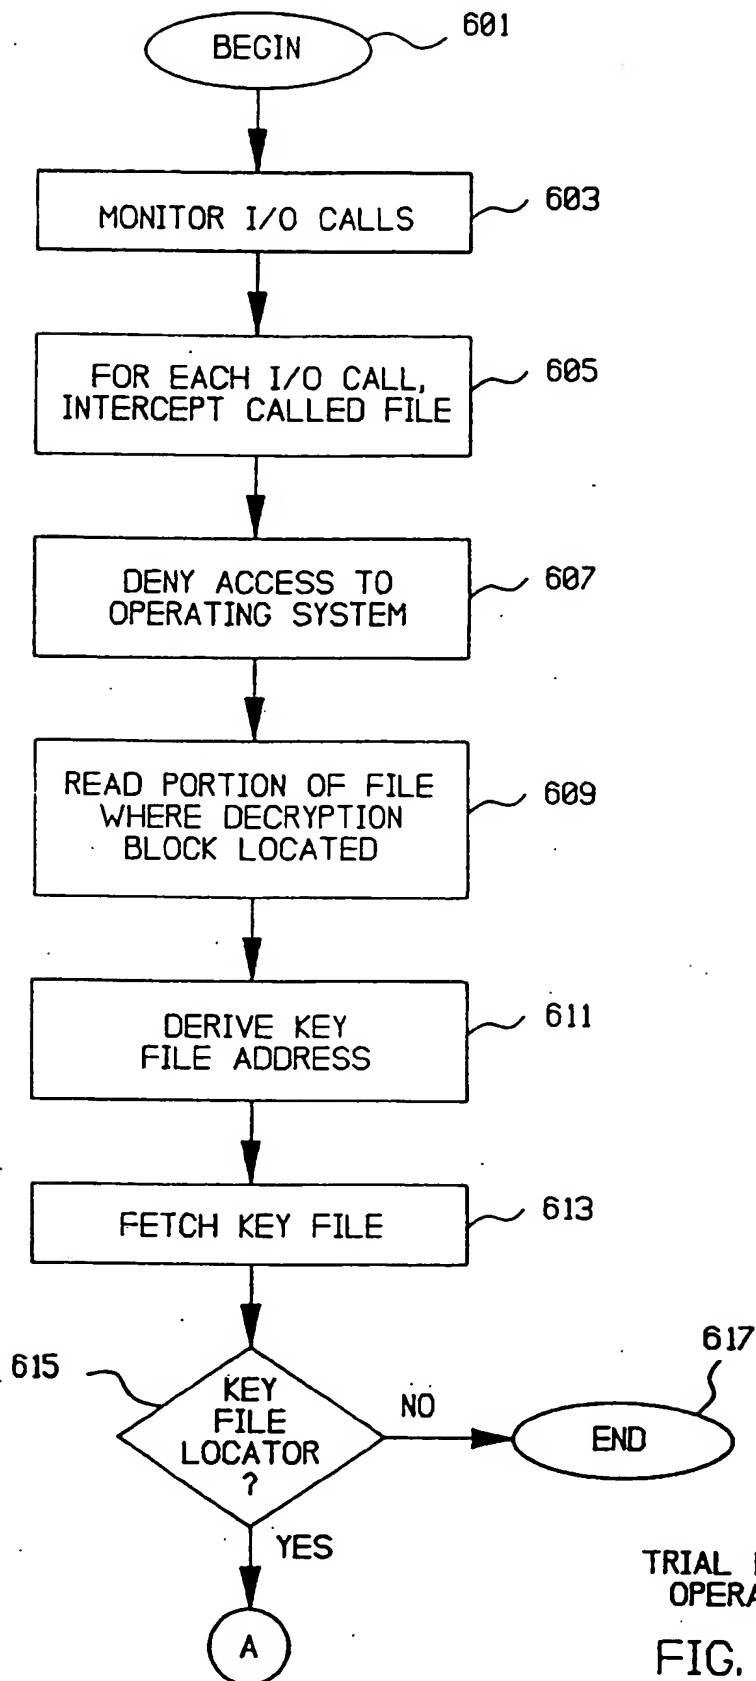 BEGIN
601
MONITOR I/O CALLS
603
FOR EACH I/O CALL,
INTERCEPT CALLED FILE
605
DENY ACCESS TO
OPERATING SYSTEM
607
READ PORTION OF FILE
WHERE DECRYPTION
BLOCK LOCATED
609
DERIVE KEY
FILE ADDRESS
611
FETCH KEY FILE
613
615
KEY
FILE
LOCATOR
?
NO
617
END
YES
A
TRIAL
FIG.